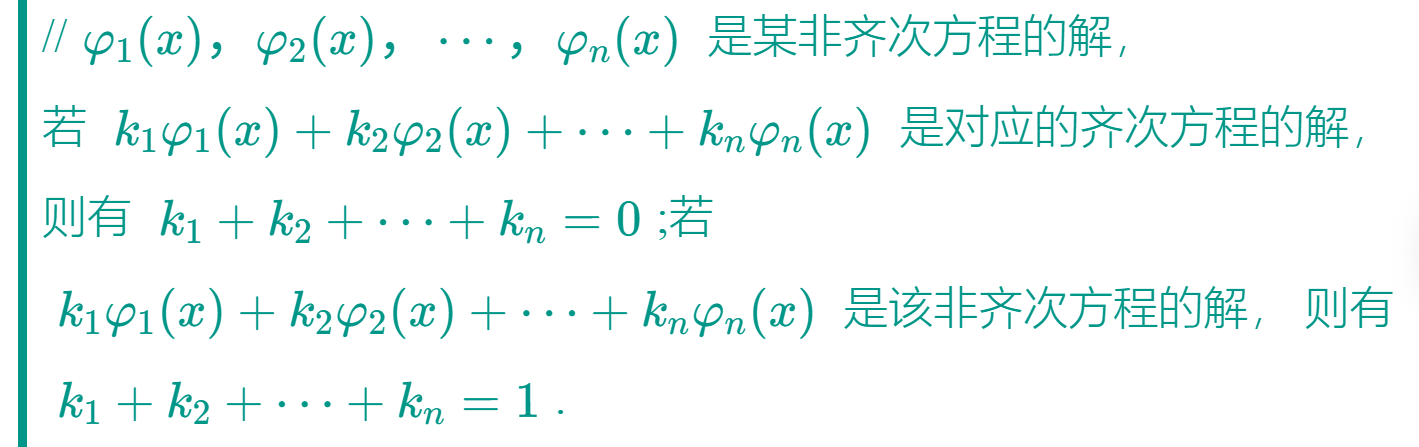 // φ₁(x)，φ₂(x)，⋯，φₙ(x) 是某非齐次方程的解，
若 k₁φ₁(x) + k₂φ₂(x) + ⋯ + kₙφₙ(x) 是对应的齐次方程的解，
则有 k₁ + k₂ + ⋯ + kₙ = 0 ;若
k₁φ₁(x) + k₂φ₂(x) + ⋯ + kₙφₙ(x) 是该非齐次方程的解， 则有
k₁ + k₂ + ⋯ + kₙ = 1 .